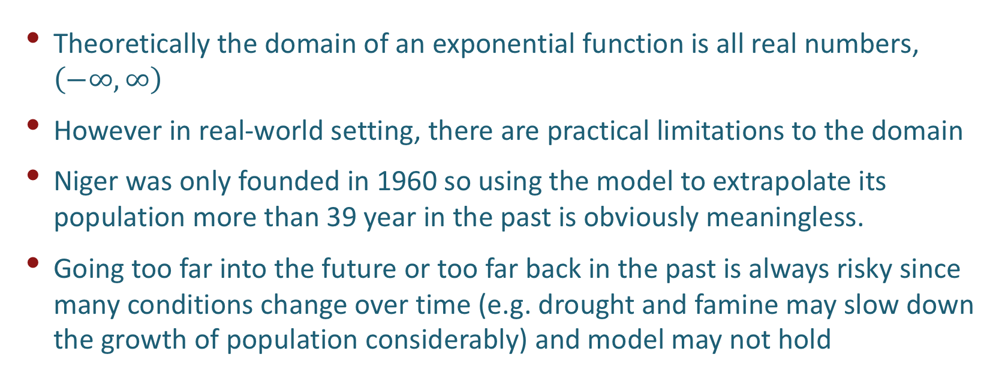 • Theoretically the domain of an exponential function is all real numbers,
(−∞, ∞)
• However in real-world setting, there are practical limitations to the domain
• Niger was only founded in 1960 so using the model to extrapolate its
population more than 39 year in the past is obviously meaningless.
• Going too far into the future or too far back in the past is always risky since
many conditions change over time (e.g. drought and famine may slow down
the growth of population considerably) and model may not hold